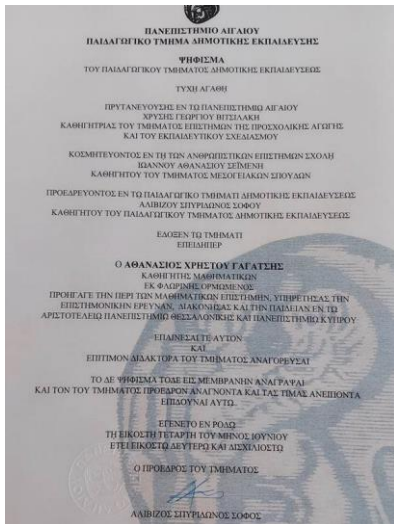 ΠΑΝΕΠΙΣΤΗΜΙΟ ΑΙΓΑΙΟΥ
ΠΑΙΔΑΓΩΓΙΚΟ ΤΜΗΜΑ ΔΗΜΟΤΙΚΗΣ ΕΚΠΑΙΔΕΥΣΗΣ
ΨΗΦΙΣΜΑ
ΤΟΥ ΠΑΙΔΑΓΩΓΙΚΟΥ ΤΜΗΜΑΤΟΣ ΔΗΜΟΤΙΚΗΣ ΕΚΠΑΙΔΕΥΣΕΩΣ
ΤΥΧΗ ΑΓΑΘΗ
ΠΡΥΤΑΝΕΥΟΥΣΗΣ ΕΝ ΤΩ ΠΑΝΕΠΙΣΤΗΜΙΩ ΑΙΓΑΙΟΥ
ΧΡΥΣΗΣ ΓΕΩΡΓΙΟΥ ΒΙΤΣΙΛΑΚΗ
ΚΑΘΗΓΗΤΡΙΑΣ ΤΟΥ ΤΜΗΜΑΤΟΣ ΕΠΙΣΤΗΜΩΝ ΤΗΣ ΠΡΟΣΧΟΛΙΚΗΣ ΑΓΩΓΗΣ
ΚΑΙ ΤΟΥ ΕΚΠΑΙΔΕΥΤΙΚΟΥ ΣΧΕΔΙΑΣΜΟΥ
ΚΟΣΜΗΤΕΥΟΝΤΟΣ ΕΝ ΤΗ ΤΩΝ ΑΝΘΡΩΠΙΣΤΙΚΩΝ ΕΠΙΣΤΗΜΩΝ ΣΧΟΛΗ
ΙΩΑΝΝΟΥ ΑΘΑΝΑΣΙΟΥ ΣΕΪΜΕΝΗ
ΚΑΘΗΓΗΤΟΥ ΤΟΥ ΤΜΗΜΑΤΟΣ ΜΕΣΟΓΕΙΑΚΩΝ ΣΠΟΥΔΩΝ
ΠΡΟΕΔΡΕΥΟΝΤΟΣ ΕΝ ΤΩ ΠΑΙΔΑΓΩΓΙΚΩ ΤΜΗΜΑΤΙ ΔΗΜΟΤΙΚΗΣ ΕΚΠΑΙΔΕΥΣΕΩΣ
ΑΛΙΒΙΖΟΥ ΣΠΥΡΙΔΩΝΟΣ ΣΟΦΟΥ
ΚΑΘΗΓΗΤΟΥ ΤΟΥ ΠΑΙΔΑΓΩΓΙΚΟΥ ΤΜΗΜΑΤΟΣ ΔΗΜΟΤΙΚΗΣ ΕΚΠΑΙΔΕΥΣΕΩΣ
ΕΔΟΞΕΝ ΤΩ ΤΜΗΜΑΤΙ
ΕΠΕΙΔΗΠΕΡ
Ο ΑΘΑΝΑΣΙΟΣ ΧΡΗΣΤΟΥ ΓΑΓΑΤΣΗΣ
ΚΑΘΗΓΗΤΗΣ ΜΑΘΗΜΑΤΙΚΩΝ
ΕΚ ΦΛΩΡΙΝΗΣ ΟΡΜΩΜΕΝΟΣ
ΠΡΟΗΓΑΓΕ ΤΗΝ ΠΕΡΙ ΤΩΝ ΜΑΘΗΜΑΤΙΚΩΝ ΕΠΙΣΤΗΜΗΝ, ΥΠΗΡΕΤΗΣΑΣ ΤΗΝ
ΕΠΙΣΤΗΜΟΝΙΚΗΝ ΕΡΕΥΝΑΝ, ΔΙΑΚΟΝΗΣΑΣ ΚΑΙ ΤΗΝ ΠΑΙΔΕΙΑΝ ΕΝ ΤΩ
ΑΡΙΣΤΟΤΕΛΕΙΩ ΠΑΝΕΠΙΣΤΗΜΙΩ ΘΕΣΣΑΛΟΝΙΚΗΣ ΚΑΙ ΠΑΝΕΠΙΣΤΗΜΙΩ ΚΥΠΡΟΥ
ΕΠΑΙΝΕΣΑΙ ΤΕ ΑΥΤΟΝ
ΚΑΙ
ΕΠΙΤΙΜΟΝ ΔΙΔΑΚΤΟΡΑ ΤΟΥ ΤΜΗΜΑΤΟΣ ΑΝΑΓΟΡΕΥΣΑΙ
ΤΟ ΔΕ ΨΗΦΙΣΜΑ ΤΟΔΕ ΕΙΣ ΜΕΜΒΡΑΝΗΝ ΑΝΑΓΡΑΨΑΙ
ΚΑΙ ΤΟΝ ΤΟΥ ΤΜΗΜΑΤΟΣ ΠΡΟΕΔΡΟΝ ΑΝΑΓΝΟΝΤΑ ΚΑΙ ΤΑΣ ΤΙΜΑΣ ΑΝΕΙΠΟΝΤΑ
ΕΠΙΔΟΥΝΑΙ ΑΥΤΩ.
ΕΓΕΝΕΤΟ ΕΝ ΡΟΔΩ
ΤΗ ΕΙΚΟΣΤΗ ΤΕΤΑΡΤΗ ΤΟΥ ΜΗΝΟΣ ΙΟΥΝΙΟΥ
ΕΤΕΙ ΕΙΚΟΣΤΩ ΔΕΥΤΕΡΩ ΚΑΙ ΔΙΣΧΙΛΙΟΣΤΩ
Ο ΠΡΟΕΔΡΟΣ ΤΟΥ ΤΜΗΜΑΤΟΣ
ΑΛΙΒΙΖΟΣ ΣΠΥΡΙΔΩΝΟΣ ΣΟΦΟΣ